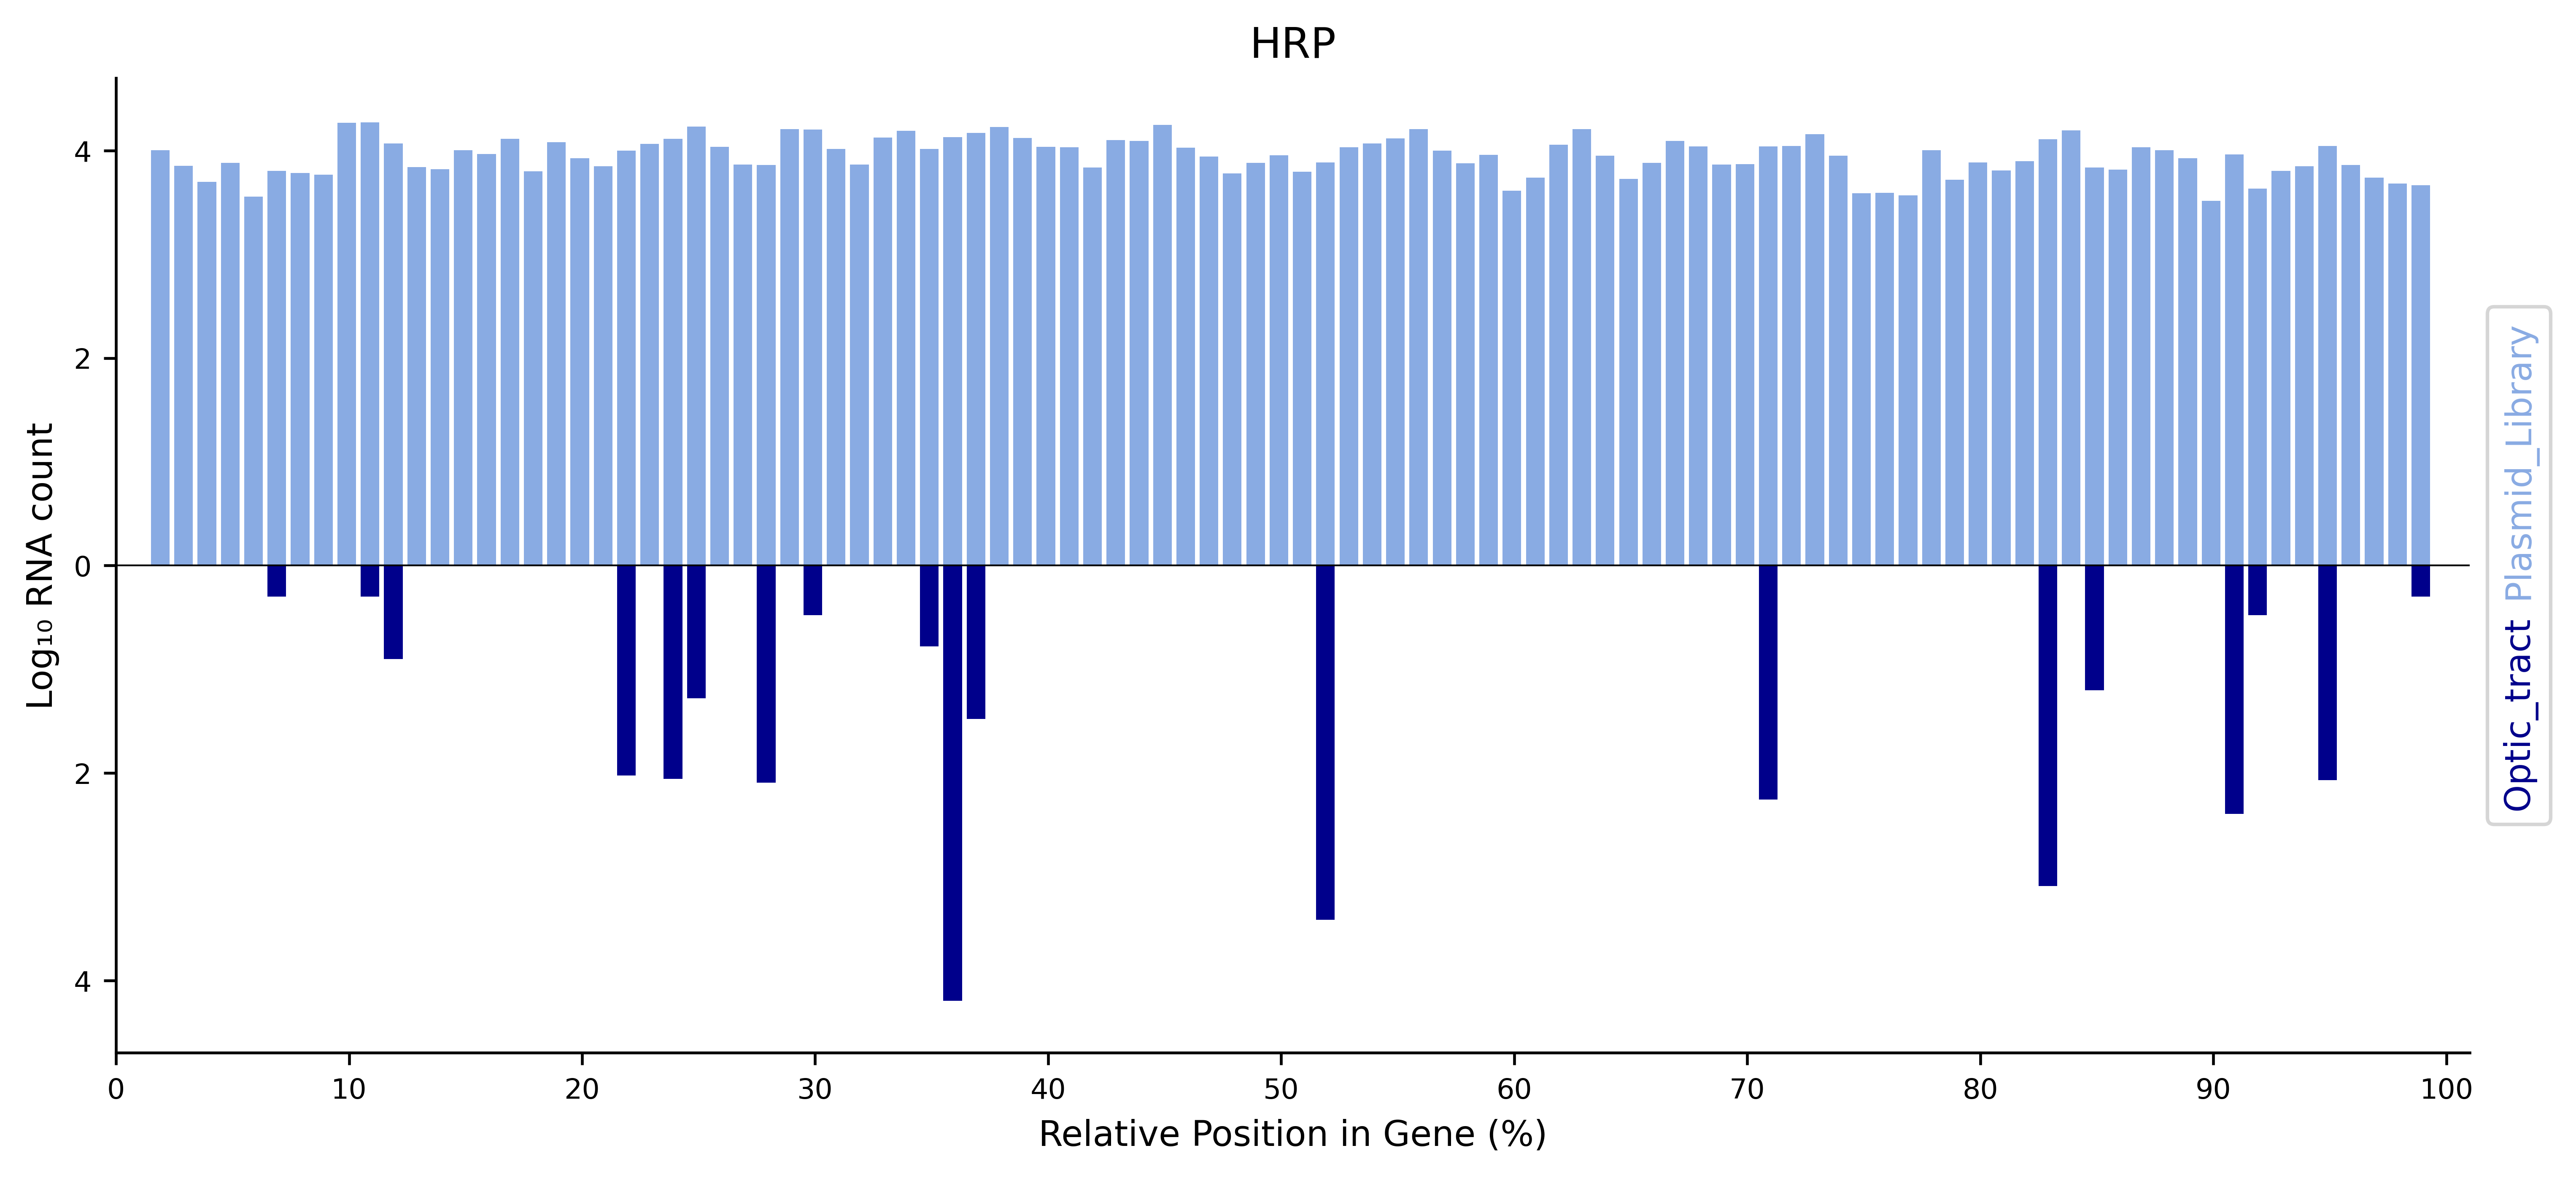 HRP
4
2
0
2
4
Log₁₀ RNA count
0 10 20 30 40 50 60 70 80 90 100
Relative Position in Gene (%)
Optic_tract Plasmid_Library